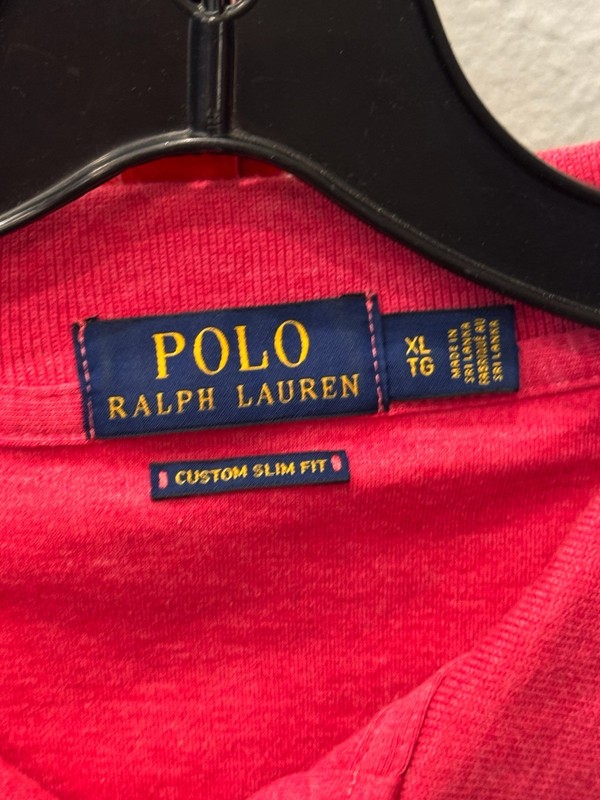 POLO
RALPH LAUREN
XL
TG
MADE IN
SRI LANKA
FABRIQUÉ AU
SRI LANKA
CUSTOM SLIM FIT